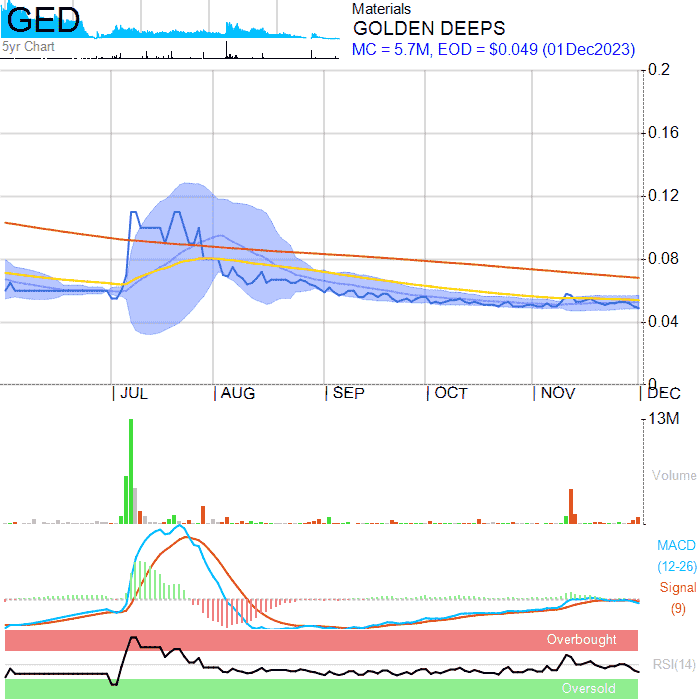 GED
5yr Chart
Materials
GOLDEN DEEPS
MC = 5.7M, EOD = $0.049 (01Dec2023)
0.2
0.16
0.12
0.08
0.04
0
JUL AUG SEP OCT NOV DEC
13M
Volume
MACD
(12-26)
Signal
(9)
Overbought
RSI(14)
Oversold